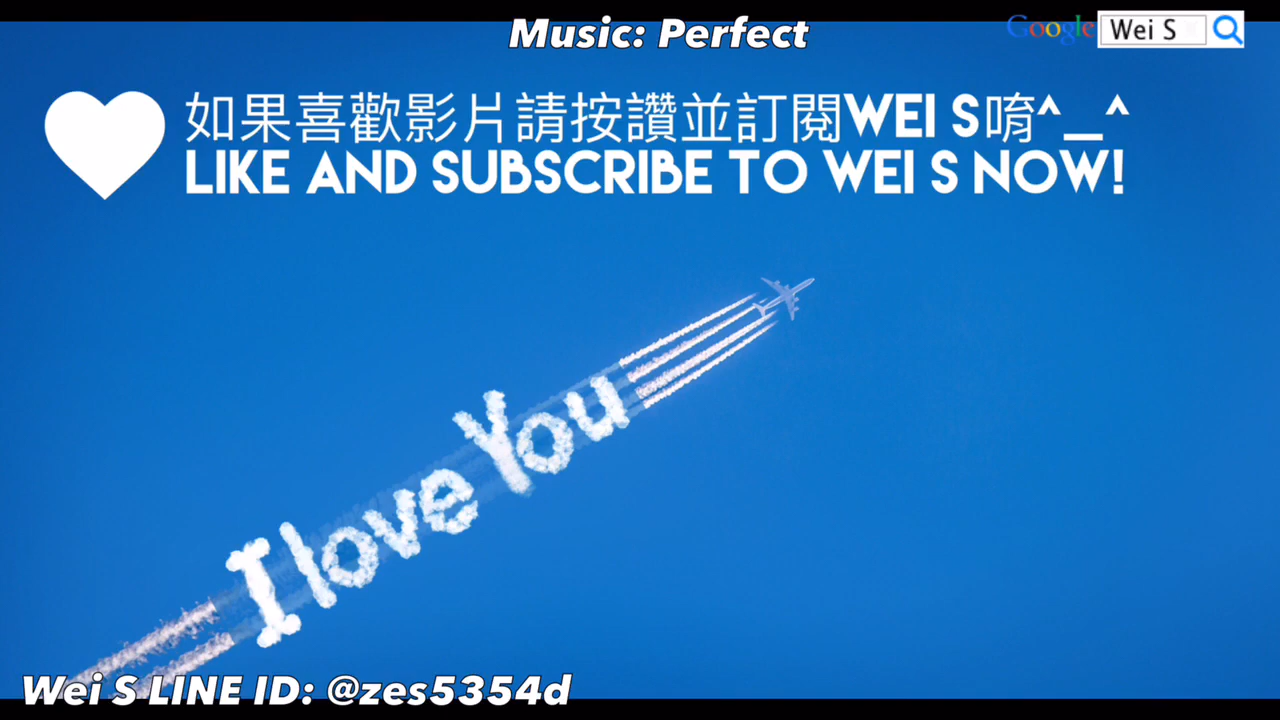 Music: Perfect
Google Wei S
如果喜歡影片請按讚並訂閱WEI S唷^_^
LIKE AND SUBSCRIBE TO WEI S NOW!
I love You
Wei S LINE ID: @zes5354d